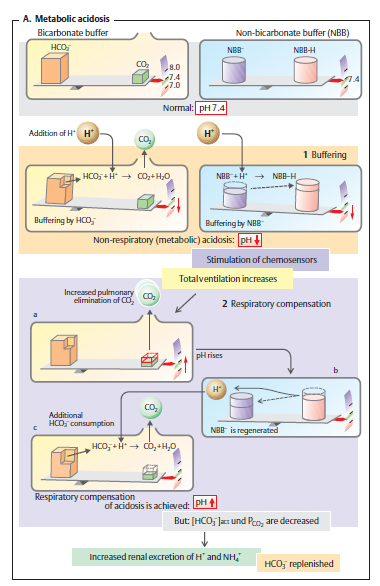 A. Metabolic acidosis
Bicarbonate buffer
Non-bicarbonate buffer (NBB)
HCO₃⁻
CO₂
8.0
7.4
7.0
NBB⁻
NBB-H
7.4
Normal: pH 7.4
Addition of H⁺
H⁺
CO₂
H⁺
1 Buffering
HCO₃⁻ + H⁺ → CO₂ + H₂O
NBB⁻ + H⁺ → NBB–H
Buffering by HCO₃⁻
Buffering by NBB⁻
Non-respiratory (metabolic) acidosis: pH ↓
Stimulation of chemosensors
Total ventilation increases
Increased pulmonary
elimination of CO₂
CO₂
2 Respiratory compensation
a
pH rises
b
H⁺
NBB⁻ is regenerated
CO₂
Additional
HCO₃⁻ consumption
c
HCO₃⁻ + H⁺ → CO₂ + H₂O
Respiratory compensation
of acidosis is achieved: pH ↑
But: [HCO₃⁻]act und PCO₂ are decreased
Increased renal excretion of H⁺ and NH₄⁺
HCO₃⁻ replenished